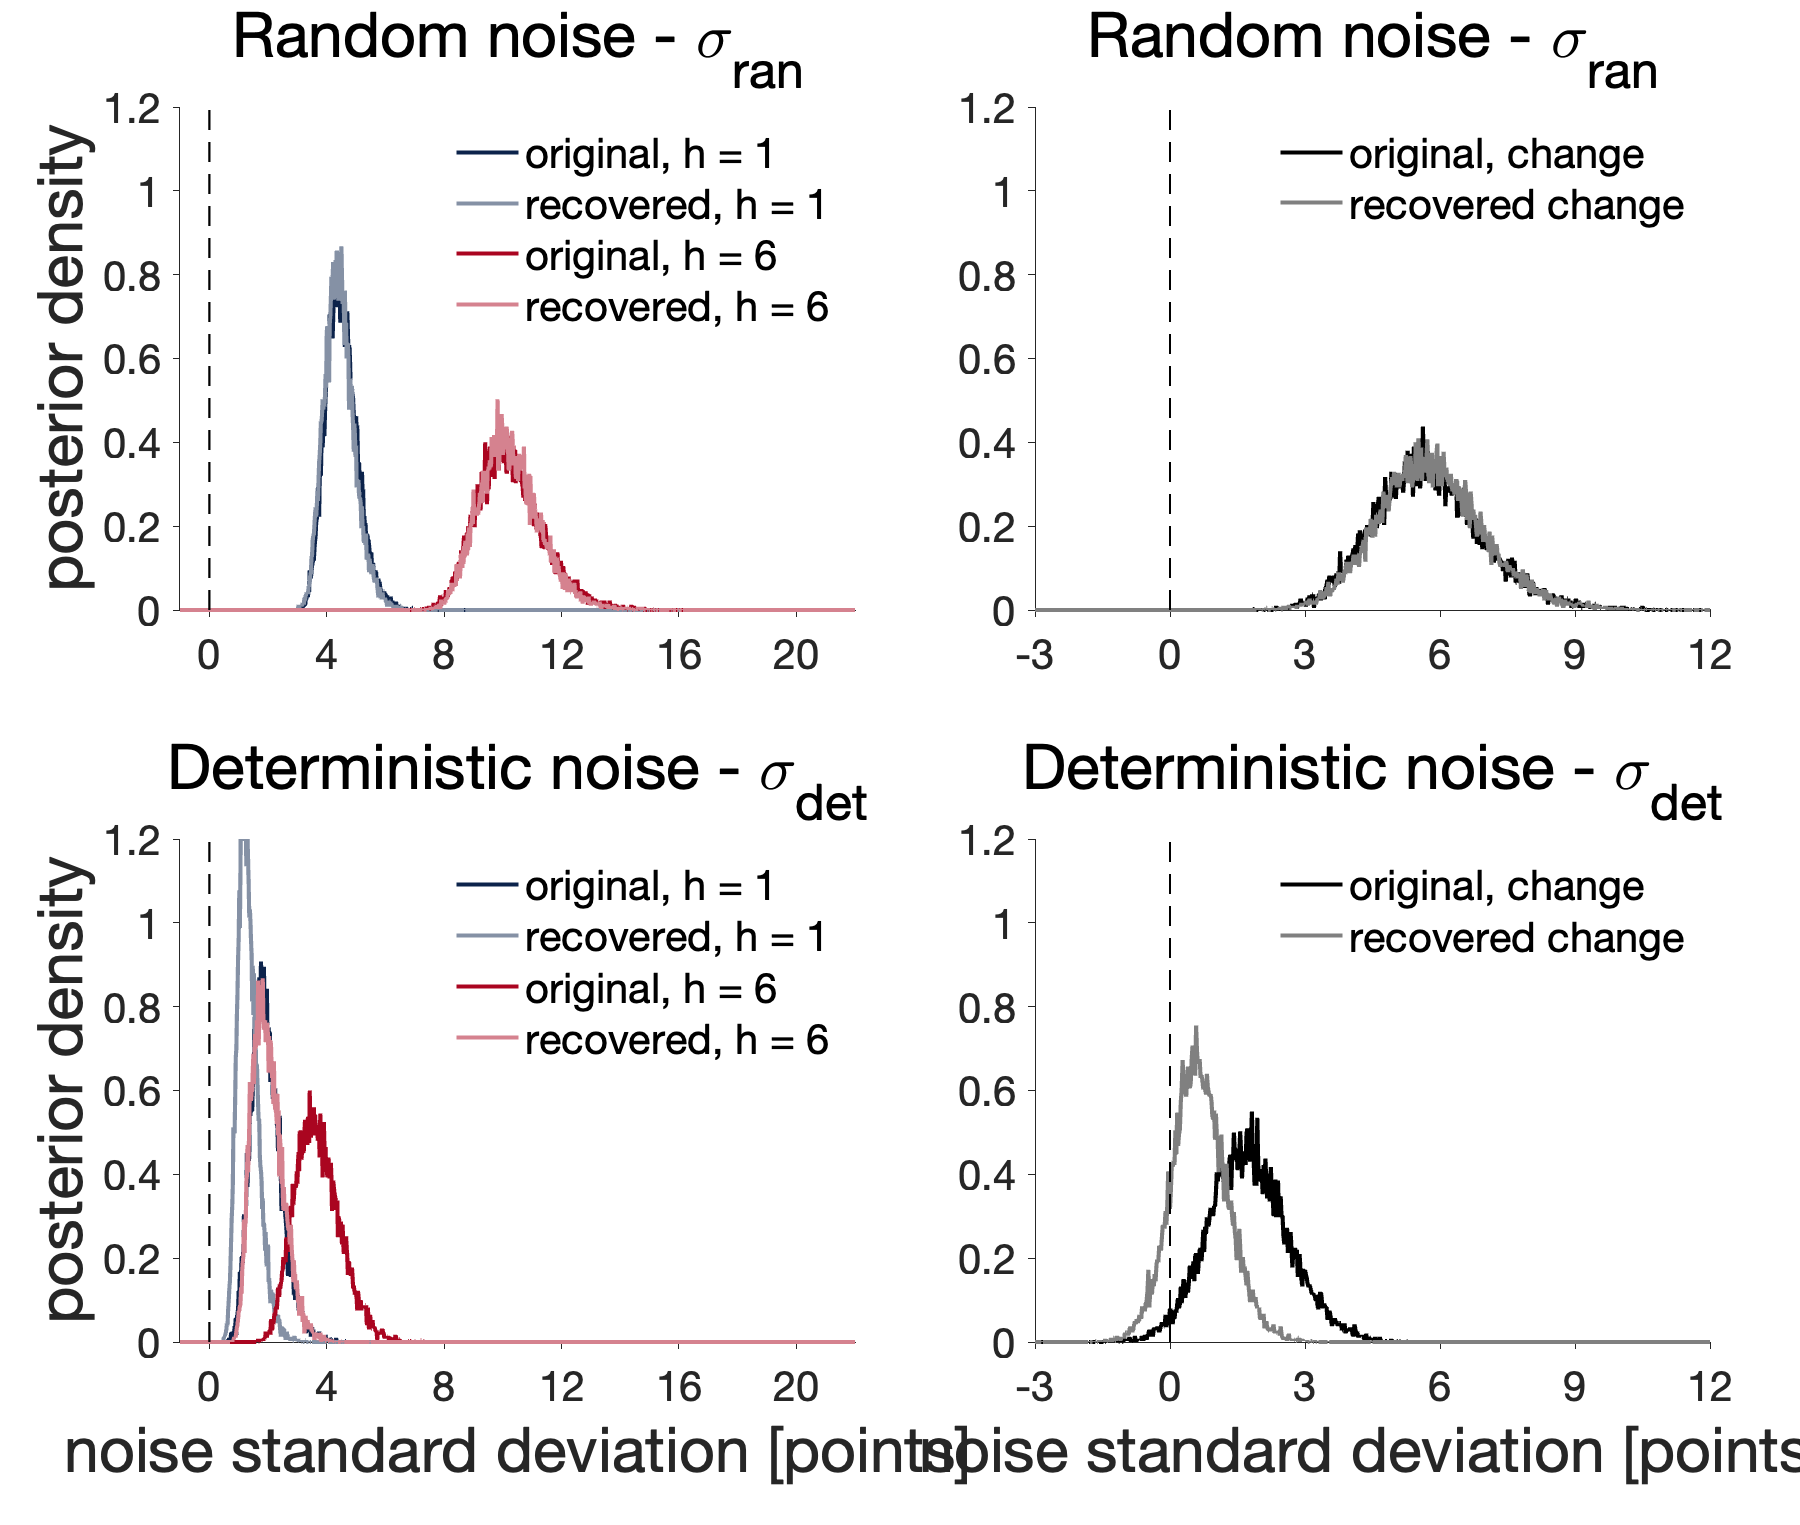 Random noise - σran
1.2
1
0.8
0.6
0.4
0.2
0
posterior density
original, h = 1
recovered, h = 1
original, h = 6
recovered, h = 6
0 4 8 12 16 20
Random noise - σran
1.2
1
0.8
0.6
0.4
0.2
0
original, change
recovered change
-3 0 3 6 9 12
Deterministic noise - σdet
1.2
1
0.8
0.6
0.4
0.2
0
posterior density
original, h = 1
recovered, h = 1
original, h = 6
recovered, h = 6
0 4 8 12 16 20
noise standard deviation [points]
Deterministic noise - σdet
1.2
1
0.8
0.6
0.4
0.2
0
original, change
recovered change
-3 0 3 6 9 12
noise standard deviation [points